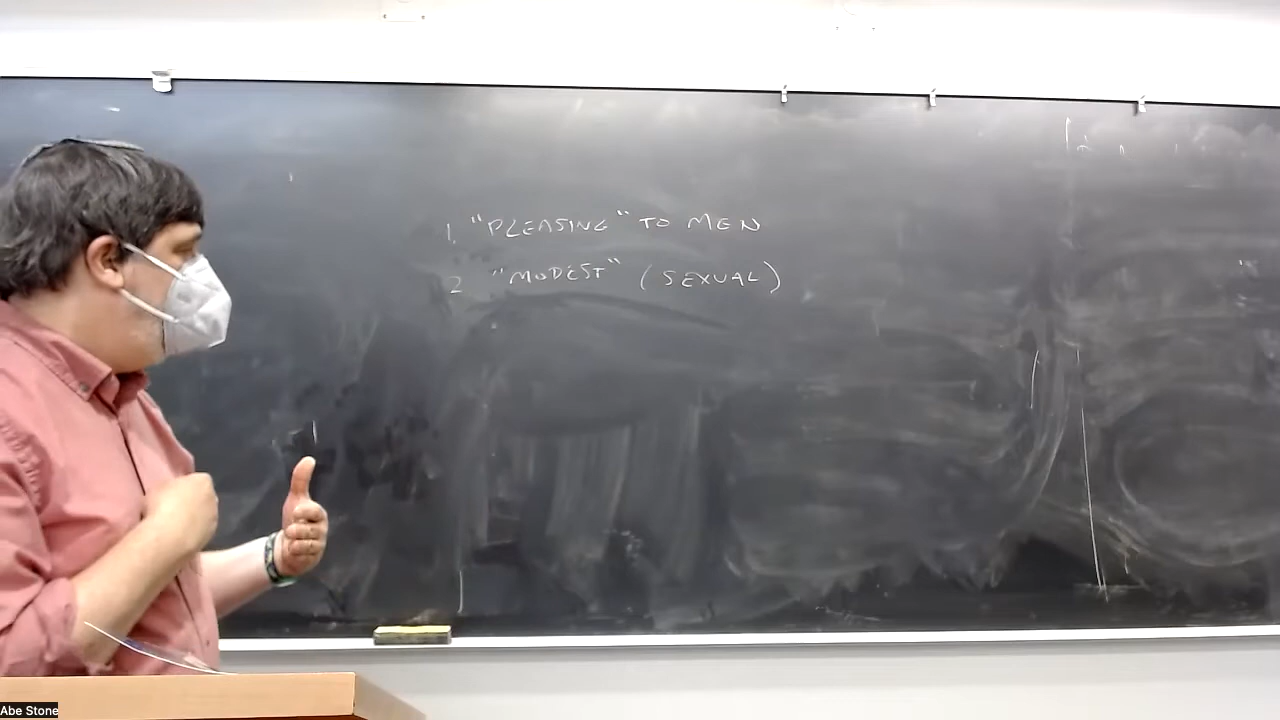 1. "PLEASING" TO MEN
2 "MODEST" (SEXUAL)
Abe Stone